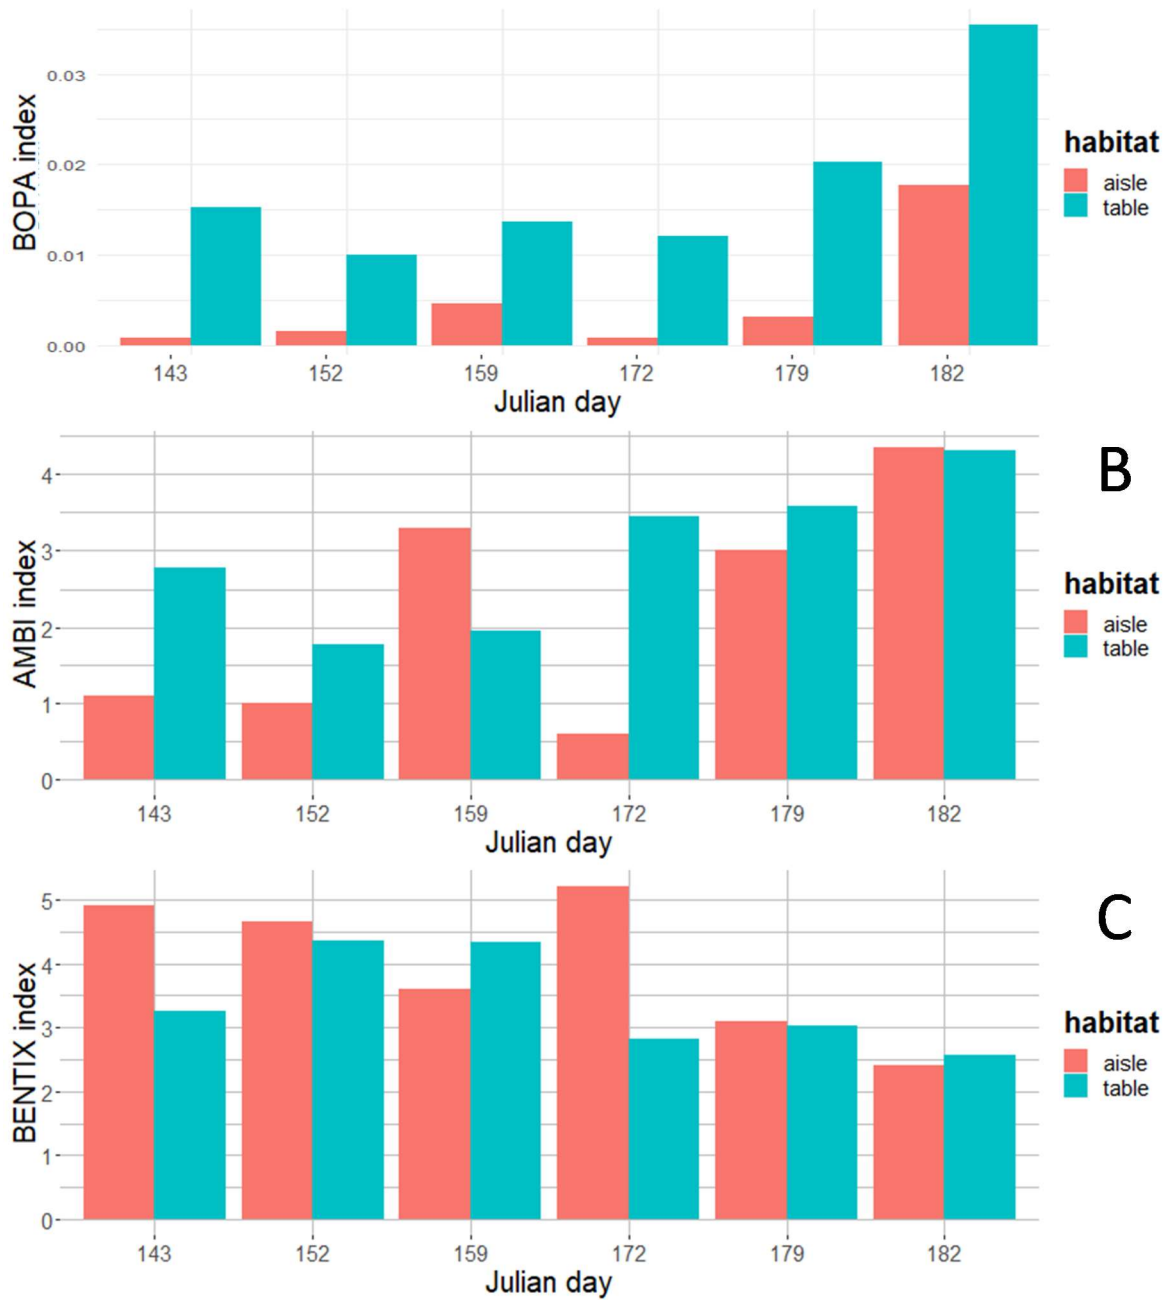 BOPA index
0.03
0.02
0.01
0.00
143 152 159 172 179 182
Julian day
habitat
aisle
table
B
AMBI index
4
3
2
1
0
143 152 159 172 179 182
Julian day
habitat
aisle
table
C
BENTIX index
5
4
3
2
1
0
143 152 159 172 179 182
Julian day
habitat
aisle
table